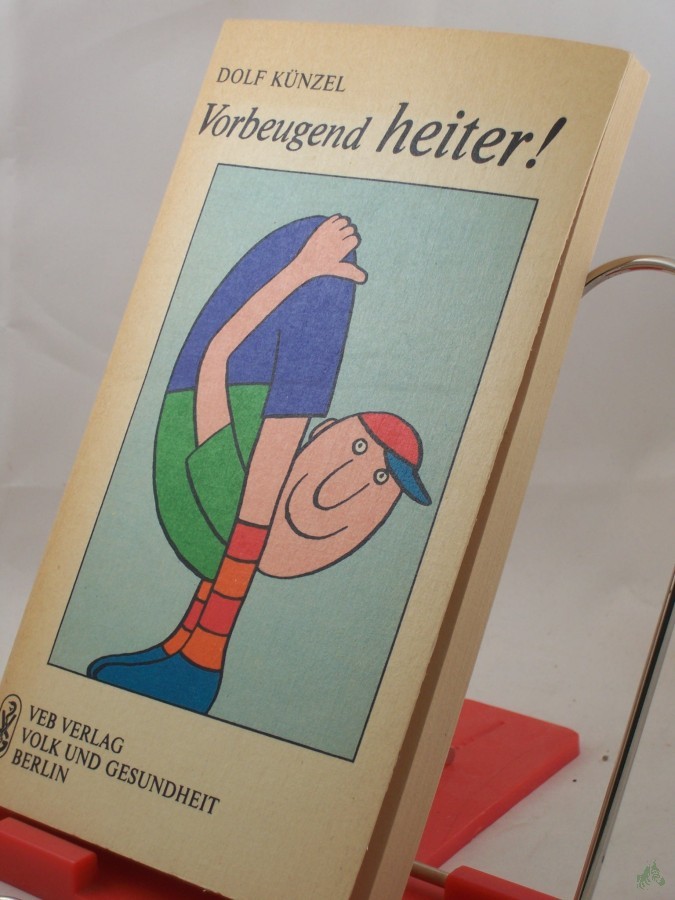 DOLF KÜNZEL
Vorbeugend heiter!
VEB VERLAG
VOLK UND GESUNDHEIT
BERLIN